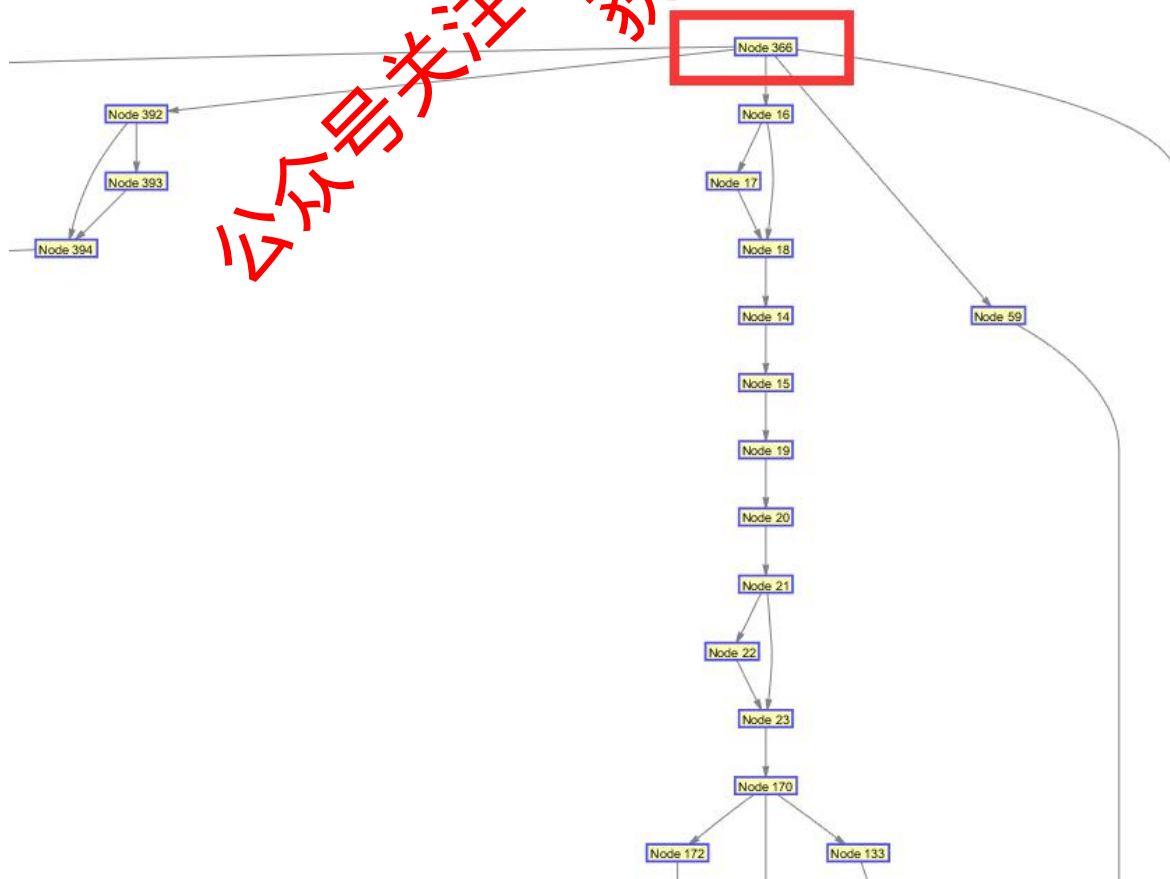 公众号关注
Node 366
Node 392
Node 16
Node 393
Node 17
Node 394
Node 18
Node 14
Node 59
Node 15
Node 19
Node 20
Node 21
Node 22
Node 23
Node 170
Node 172
Node 133